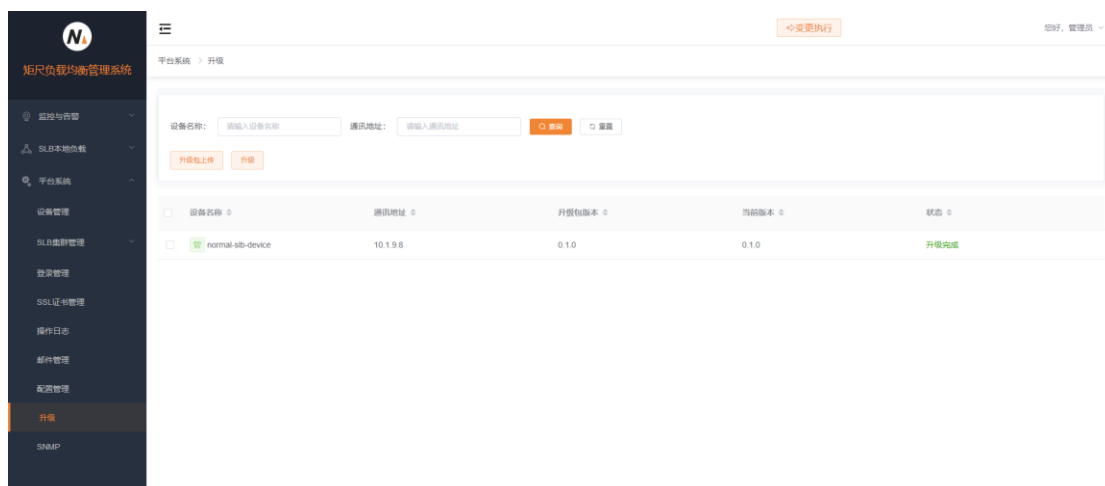 变更执行
您好，管理员
矩尺负载均衡管理系统
平台系统 > 升级
监控与告警
SLB本地负载
平台系统
设备管理
SLB集群管理
登录管理
SSL证书管理
操作日志
邮件管理
配置管理
升级
SNMP
设备名称： 请输入设备名称 通讯地址： 请输入通讯地址 查询 重置
升级包上传 升级
设备名称 通讯地址 升级包版本 当前版本 状态
管 normal-slb-device 10.1.9.8 0.1.0 0.1.0 升级完成